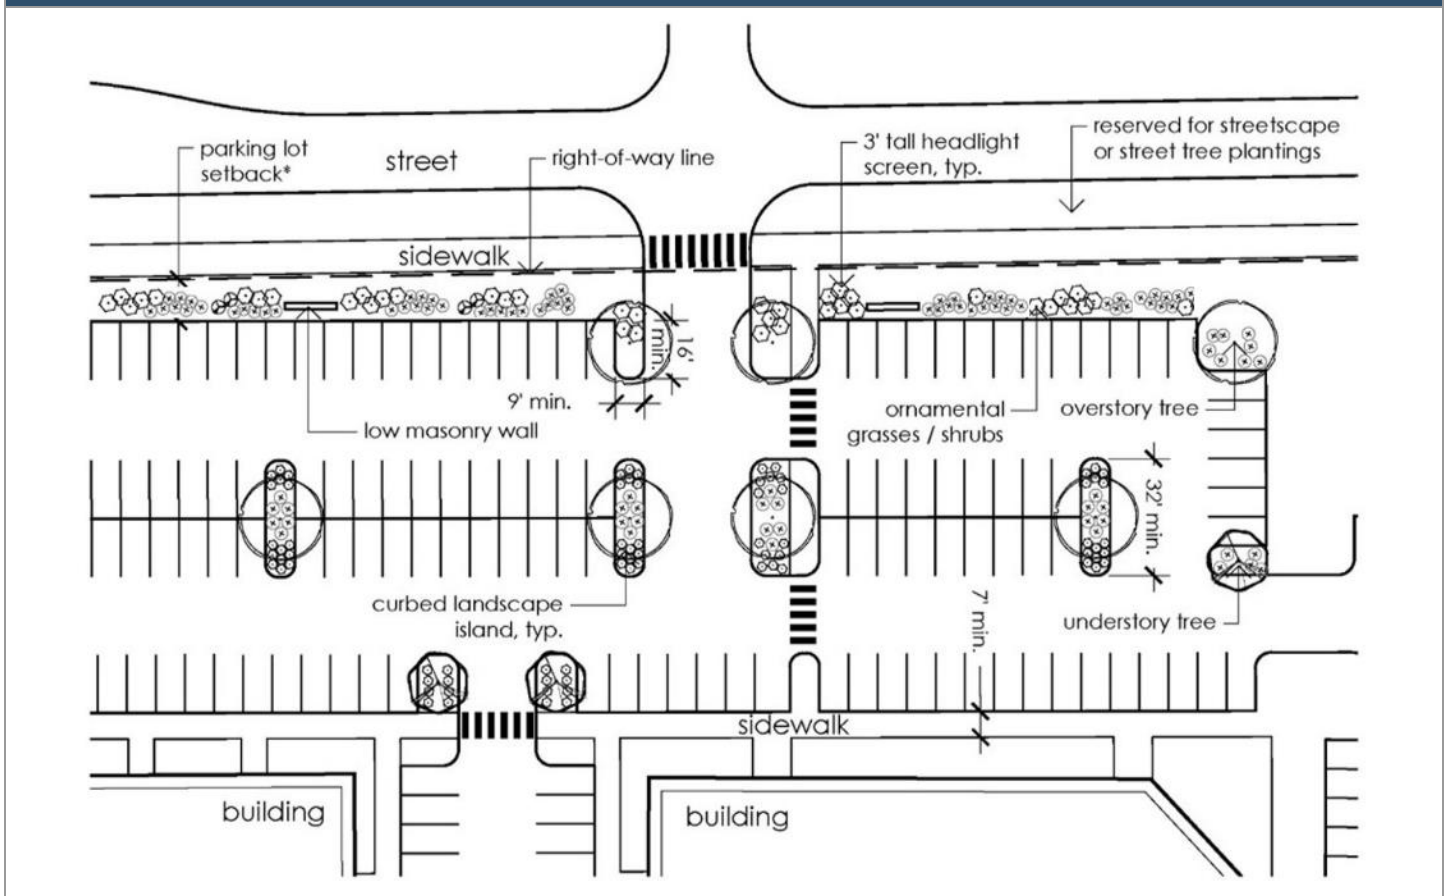 parking lot
setback*
street
right-of-way line
3' tall headlight
screen, typ.
reserved for streetscape
or street tree plantings
sidewalk
16'
min.
9' min.
low masonry wall
ornamental
grasses / shrubs
overstory tree
32' min.
curbed landscape
island, typ.
7' min.
understory tree
sidewalk
building
building